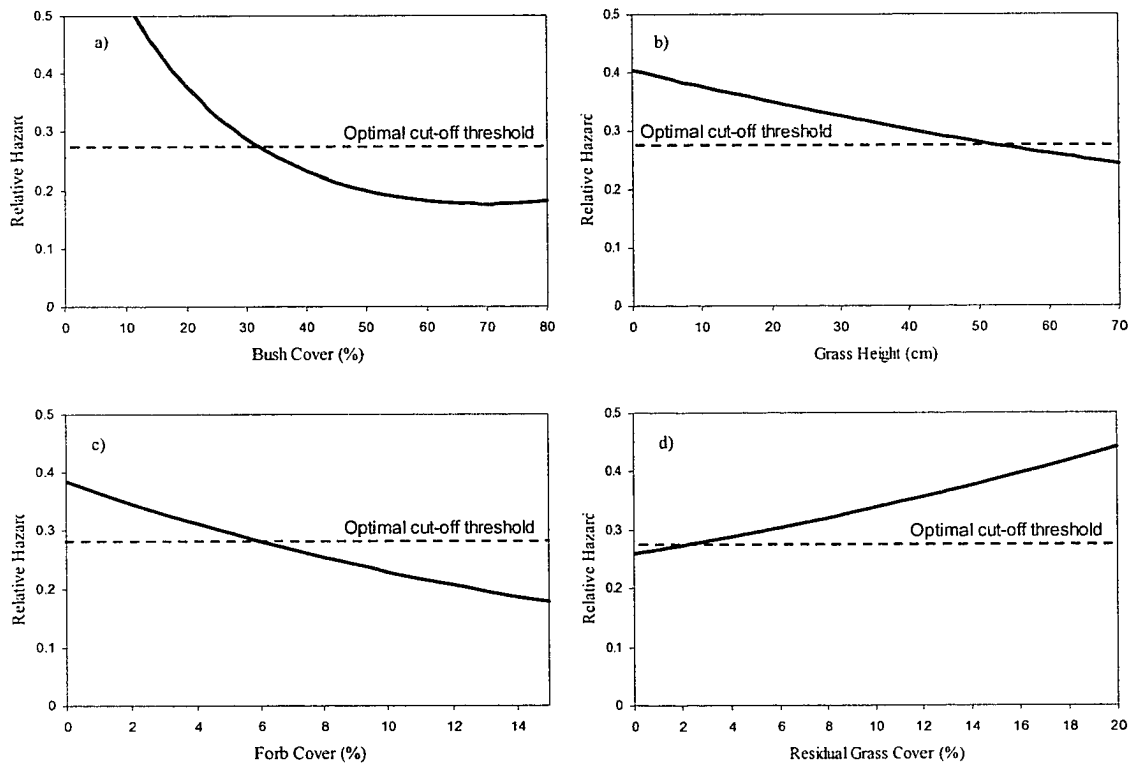 a)
0.5
0.4
0.3
0.2
0.1
0
Relative Hazard
Optimal cut-off threshold
0 10 20 30 40 50 60 70 80
Bush Cover (%)
b)
0.5
0.4
0.3
0.2
0.1
0
Relative Hazard
Optimal cut-off threshold
0 10 20 30 40 50 60 70
Grass Height (cm)
c)
0.5
0.4
0.3
0.2
0.1
0
Relative Hazard
Optimal cut-off threshold
0 2 4 6 8 10 12 14
Forb Cover (%)
d)
0.5
0.4
0.3
0.2
0.1
0
Relative Hazard
Optimal cut-off threshold
0 2 4 6 8 10 12 14 16 18 20
Residual Grass Cover (%)